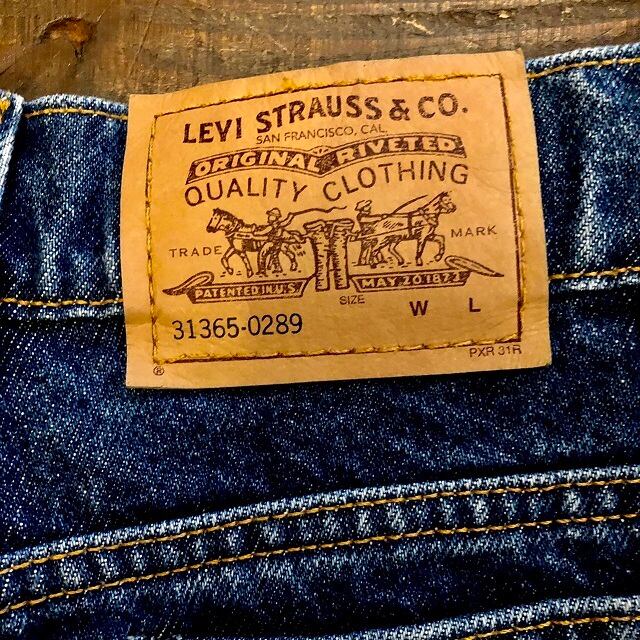 LEVI STRAUSS & CO.
SAN FRANCISCO, CAL.
ORIGINAL RIVETED
QUALITY CLOTHING
TRADE MARK
PATENTED IN U.S. MAY 20 1873
SIZE W L
31365-0289
PXR 31R
®